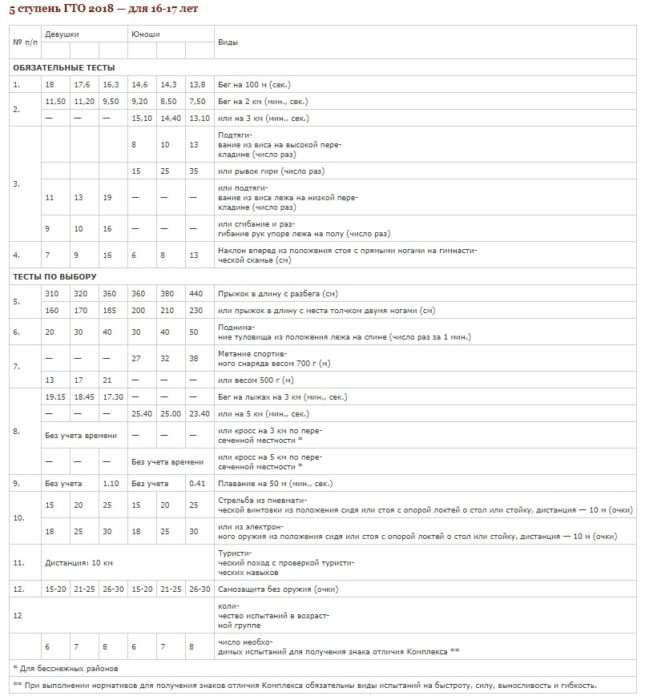 5 ступень ГТО 2018 — для 16-17 лет
№ п/п Девушки Юноши Виды
ОБЯЗАТЕЛЬНЫЕ ТЕСТЫ
1. 18 17,6 16,3 14,6 14,3 13,8 Бег на 100 м (сек.)
2. 11,50 11,20 9,50 9,20 8,50 7,50 Бег на 2 км (мин., сек.)
— — — 15,10 14,40 13,10 или на 3 км (мин., сек.)
3. 8 10 13 Подтяги-
вание из виса на высокой пере-
кладине (число раз)
15 25 35 или рывок гири (число раз)
11 13 19 — — — или подтяги-
вание из виса лежа на низкой пере-
кладине (число раз)
9 10 16 — — — или сгибание и раз-
гибание рук упоре лежа на полу (число раз)
4. 7 9 16 6 8 13 Наклон вперед из положения стоя с прямыми ногами на гимнасти-
ческой скамье (см)
ТЕСТЫ ПО ВЫБОРУ
5. 310 320 360 360 380 440 Прыжок в длину с разбега (см)
160 170 185 200 210 230 или прыжок в длину с места толчком двумя ногами (см)
6. 20 30 40 30 40 50 Поднима-
ние туловища из положения лежа на спине (число раз за 1 мин.)
7. — — — 27 32 38 Метание спортив-
ного снаряда весом 700 г (м)
13 17 21 — — — или весом 500 г (м)
8. 19.15 18.45 17.30 — — — Бег на лыжах на 3 км (мин., сек.)
— — — 25.40 25.00 23.40 или на 5 км (мин., сек.)
Без учета времени — — — или кросс на 3 км по пере-
сеченной местности *
— — — Без учета времени или кросс на 5 км по пере-
сеченной местности *
9. Без учета 1.10 Без учета 0.41 Плавание на 50 м (мин., сек.)
10. 15 20 25 15 20 25 Стрельба из пневмати-
ческой винтовки из положения сидя или стоя с опорой локтей о стол или стойку, дистанция — 10 м (очки)
18 25 30 18 25 30 или из электрон-
ного оружия из положения сидя или стоя с опорой локтей о стол или стойку, дистанция — 10 м (очки)
11. Дистанция: 10 км Туристи-
ческий поход с проверкой туристи-
ческих навыков
12. 15-20 21-25 26-30 15-20 21-25 26-30 Самозащита без оружия (очки)
12 коли-
чество испытаний в возраст-
ной группе
6 7 8 6 7 8 число необхо-
димых испытаний для получения знака отличия Комплекса **
* Для бесснежных районов
** При выполнении нормативов для получения знаков отличия Комплекса обязательны виды испытаний на быстроту, силу, выносливость и гибкость.